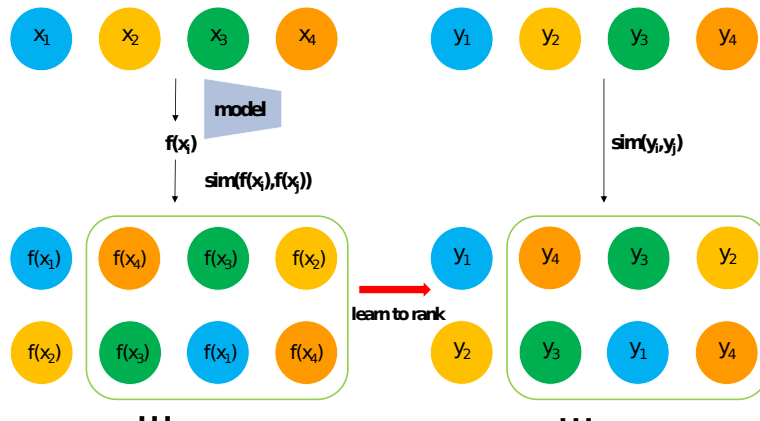 x₁ x₂ x₃ x₄ y₁ y₂ y₃ y₄
model
f(xᵢ)
sim(yᵢ,yⱼ)
sim(f(xᵢ),f(xⱼ))
f(x₁) f(x₄) f(x₃) f(x₂) y₁ y₄ y₃ y₂
learn to rank
f(x₂) f(x₃) f(x₁) f(x₄) y₂ y₃ y₁ y₄
... ...